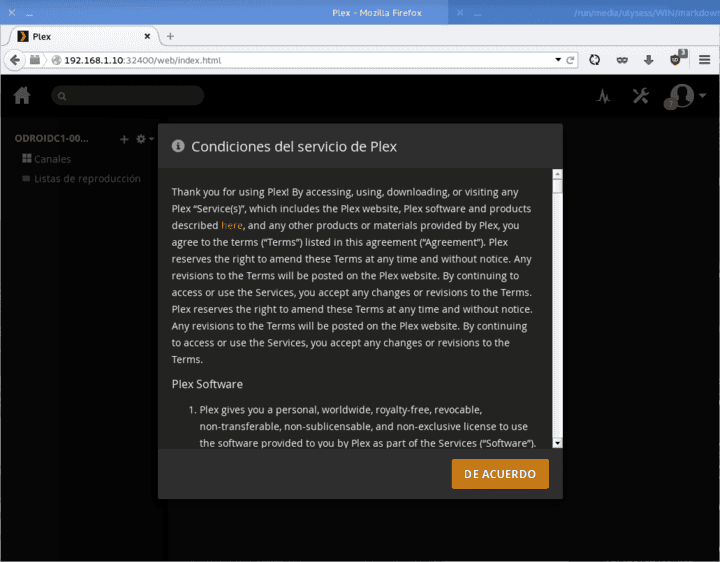 ...
Plex - Mozilla Firefox
...
/run/media/utysess/WIN/markdown
Plex
192.168.1.10:32400/web/index.html
3
7
ODROIDC1-00...
Canales
Listas de reproducción
Condiciones del servicio de Plex
Thank you for using Plex! By accessing, using, downloading, or visiting any
Plex “Service(s)”, which includes the Plex website, Plex software and products
described here, and any other products or materials provided by Plex, you
agree to the terms (“Terms”) listed in this agreement (“Agreement”). Plex
reserves the right to amend these Terms at any time and without notice. Any
revisions to the Terms will be posted on the Plex website. By continuing to
access or use the Services, you accept any changes or revisions to the Terms.
Plex reserves the right to amend these Terms at any time and without notice.
Any revisions to the Terms will be posted on the Plex website. By continuing
to access or use the Services, you accept any changes or revisions to the
Terms.
Plex Software
1. Plex gives you a personal, worldwide, royalty-free, revocable,
non-transferable, non-sublicensable, and non-exclusive license to use
the software provided to you by Plex as part of the Services (“Software”).
DE ACUERDO